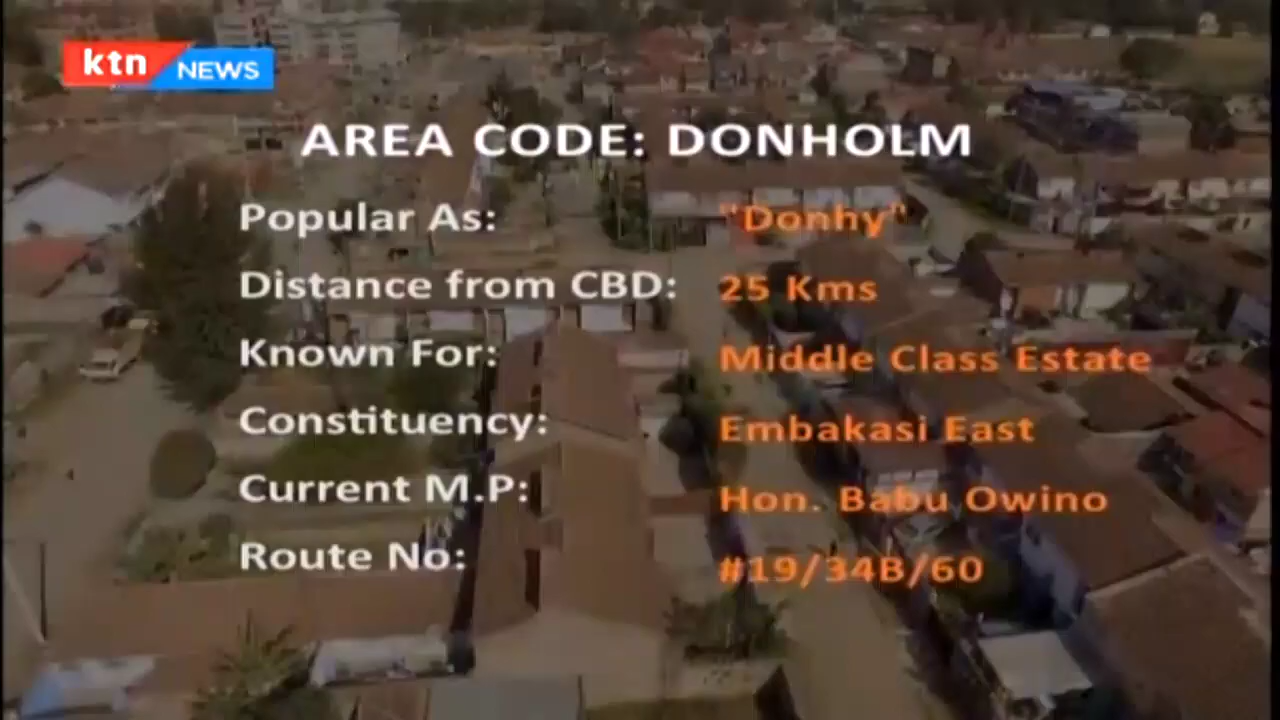 ktn NEWS
AREA CODE: DONHOLM
Popular As: "Donhy"
Distance from CBD: 25 Kms
Known For: Middle Class Estate
Constituency: Embakasi East
Current M.P: Hon. Babu Owino
Route No: #19/34B/60